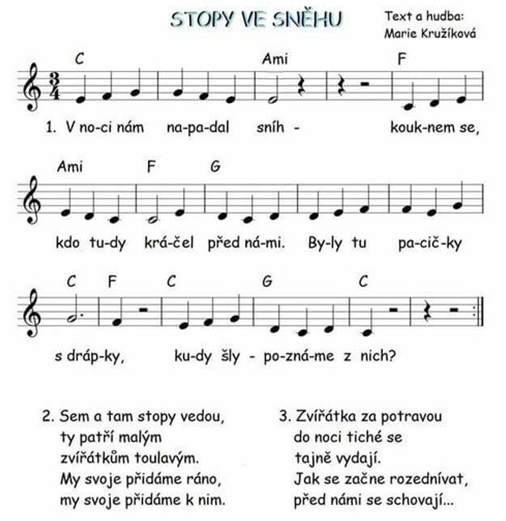 STOPY VE SNĚHU
Text a hudba:
Marie Kružíková
C Ami F
3
4
1. V no-ci nám na-pa-dal sníh - kouk-nem se,
Ami F G
kdo tu-dy krá-čel před ná-mi. By-ly tu pa-cič-ky
C F C G C
s dráp-ky, ku-dy šly - po-zná-me z nich?
2. Sem a tam stopy vedou,
ty patří malým
zvířátkům toulavým.
My svoje přidáme ráno,
my svoje přidáme k nim.
3. Zvířátka za potravou
do noci tiché se
tajně vydají.
Jak se začne rozednívat,
před námi se schovají...